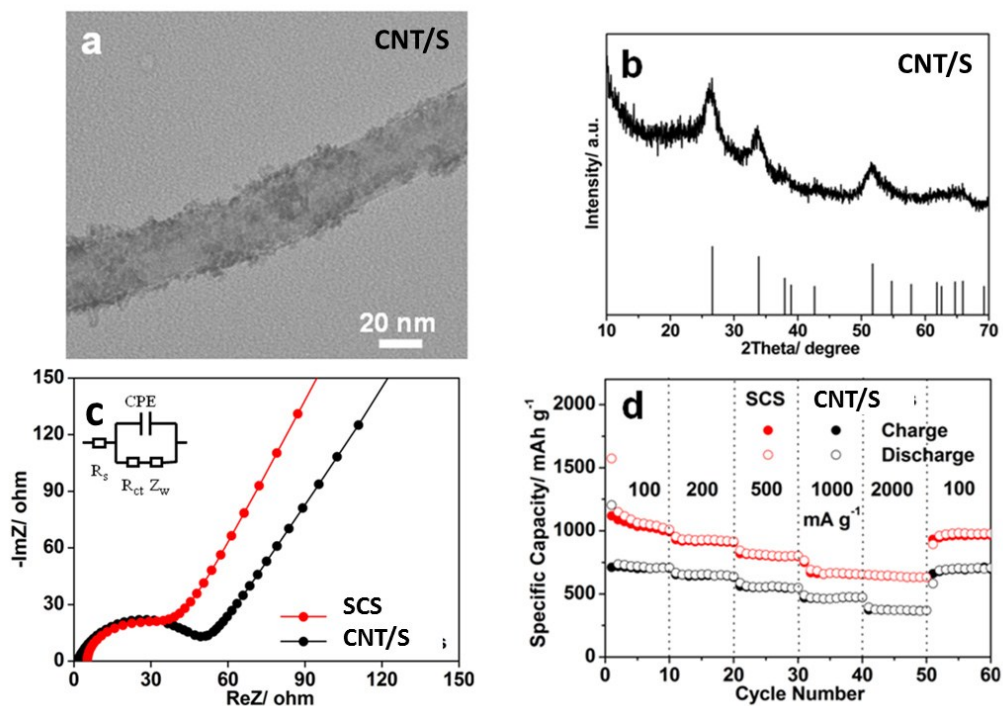 a
CNT/S
20 nm
b
CNT/S
Intensity/ a.u.
10 20 30 40 50 60 70
2Theta/ degree
c
CPE
Rs
Rct Zw
-ImZ/ ohm
150
120
90
60
30
0
0 30 60 90 120 150
ReZ/ ohm
SCS
CNT/S
d
SCS CNT/S
Charge
Discharge
100 200 500 1000 2000 100
mA g-1
Specific Capacity/ mAh g-1
2000
1500
1000
500
0
0 10 20 30 40 50 60
Cycle Number